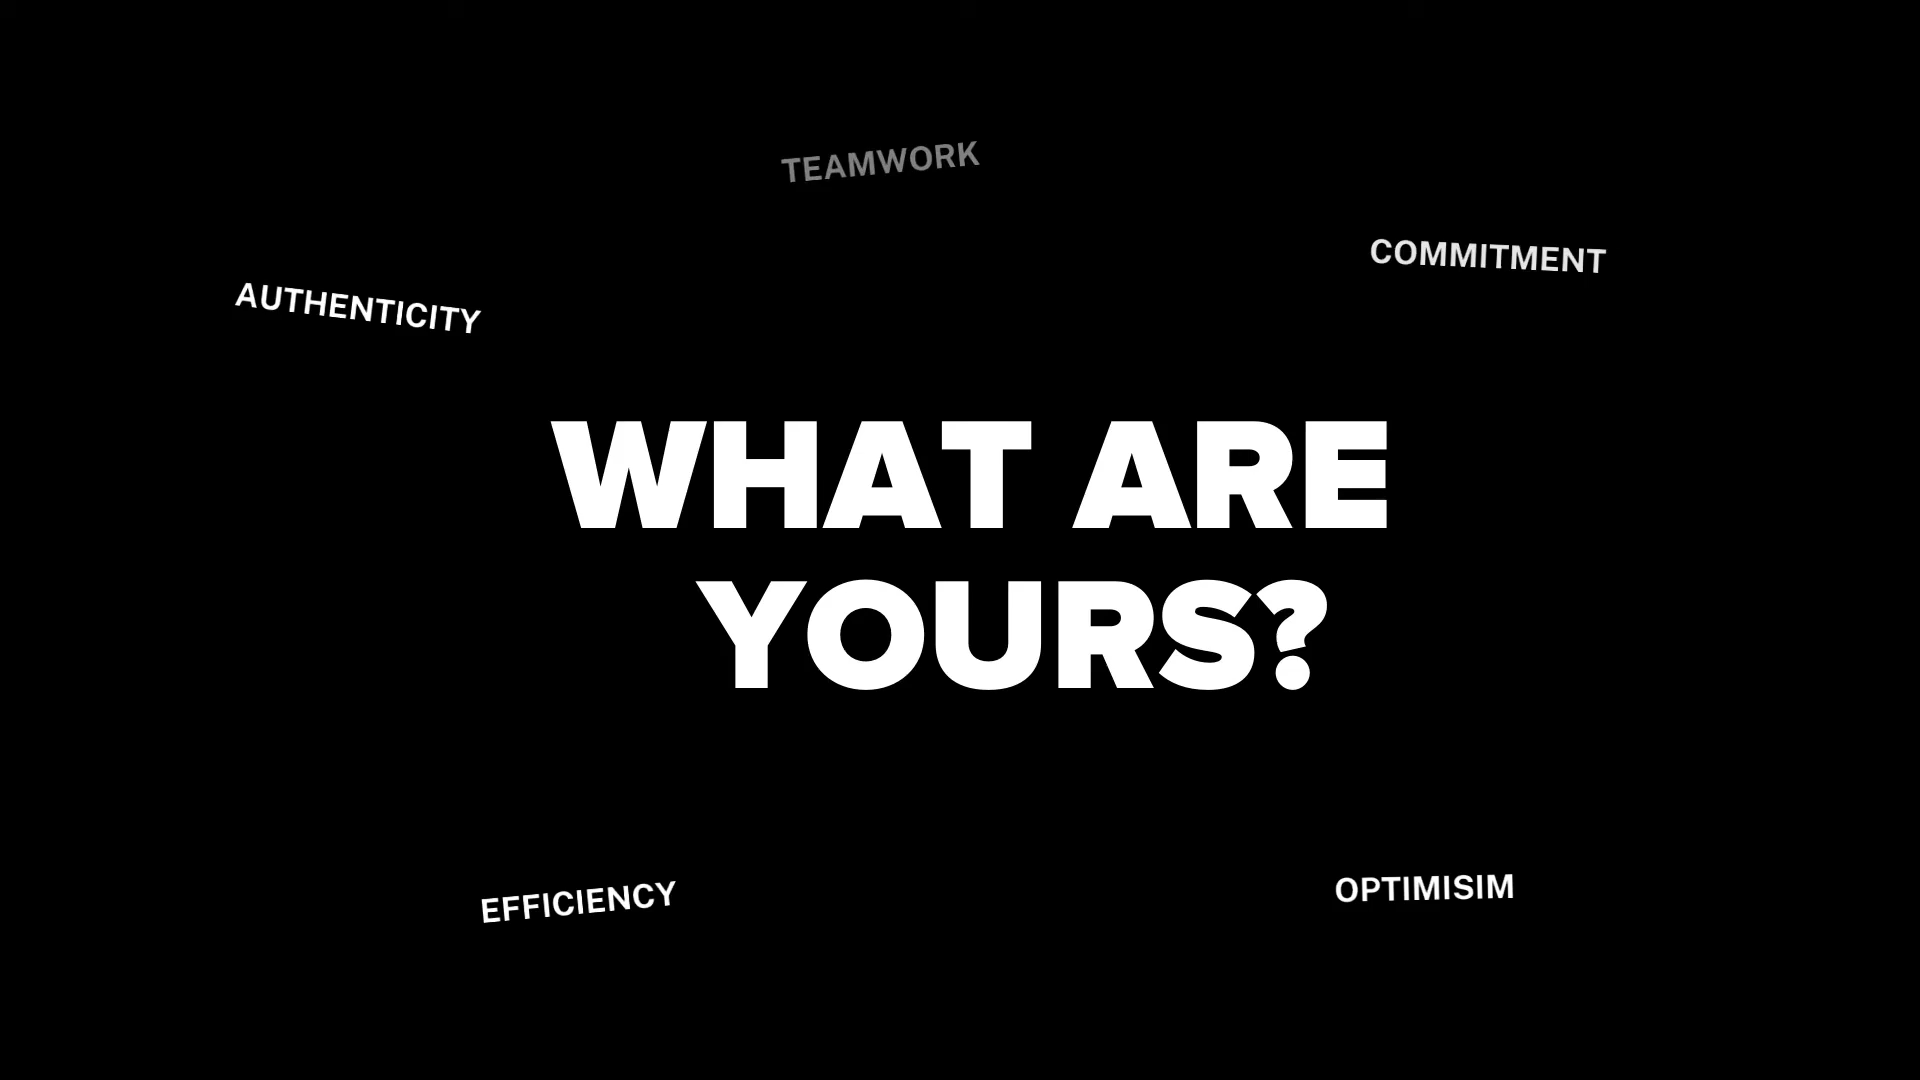 TEAMWORK
COMMITMENT
AUTHENTICITY
WHAT ARE
YOURS?
EFFICIENCY
OPTIMISIM